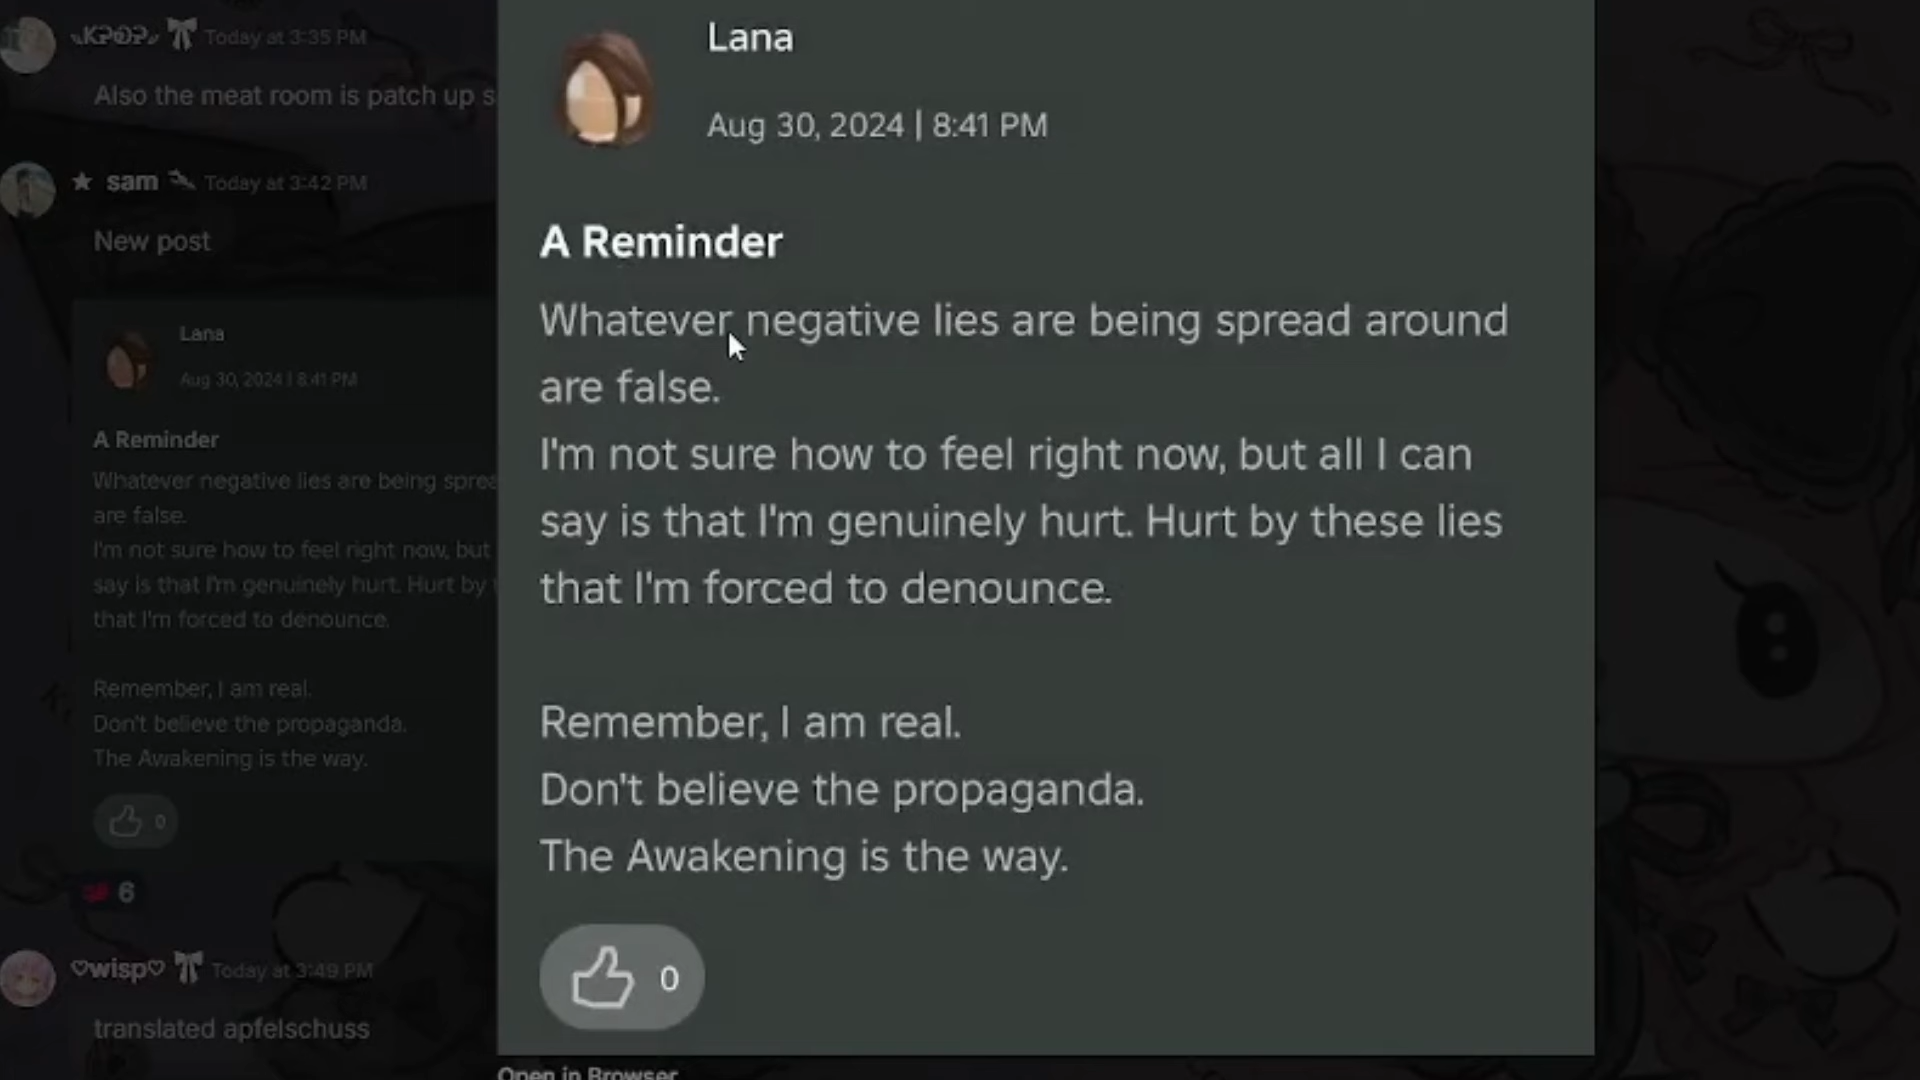 Today at 3:35 PM
Also the meat room is patch up s
★ sam Today at 3:42 PM
New post
Lana
Aug 30, 2024 | 8:41 PM
A Reminder
Whatever negative lies are being sprea
are false.
I'm not sure how to feel right now, but
say is that I'm genuinely hurt. Hurt by
that I'm forced to denounce.
Remember, I am real.
Don't believe the propaganda.
The Awakening is the way.
0
6
♡wisp♡ Today at 3:49 PM
translated apfelschuss
Lana
Aug 30, 2024 | 8:41 PM
A Reminder
Whatever negative lies are being spread around
are false.
I'm not sure how to feel right now, but all I can
say is that I'm genuinely hurt. Hurt by these lies
that I'm forced to denounce.
Remember, I am real.
Don't believe the propaganda.
The Awakening is the way.
0
Open in Browser